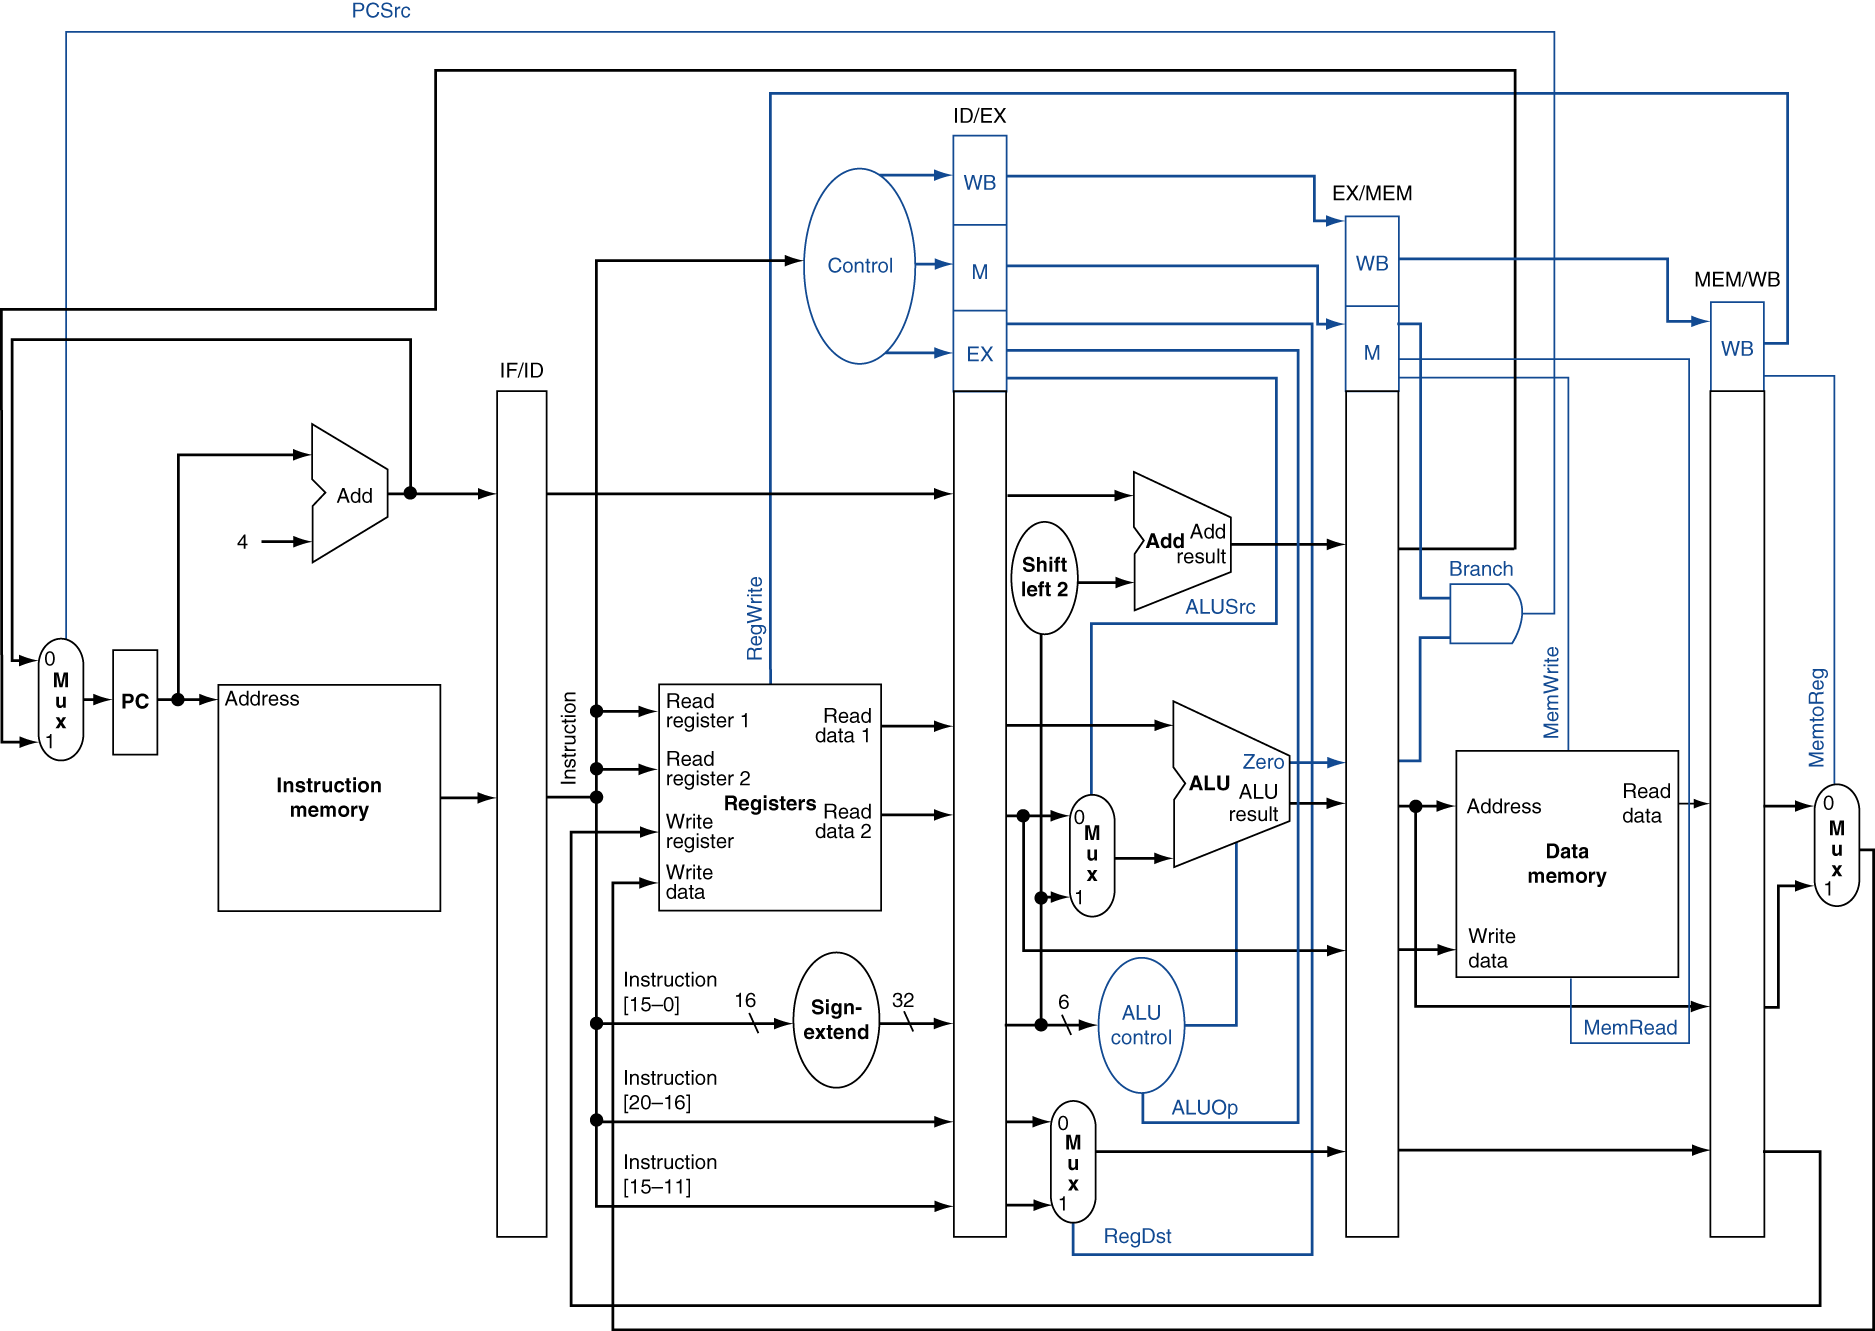 PCSrc
ID/EX
WB
Control
M
EX
EX/MEM
WB
M
MEM/WB
WB
IF/ID
Add
4
Add
Add
result
Shift
left 2
ALUSrc
Branch
RegWrite
MemWrite
MemtoReg
0
M
u
x
1
PC
Address
Instruction
memory
Instruction
Read
register 1
Read
register 2
Write
register
Write
data
Registers
Read
data 1
Read
data 2
Zero
ALU
ALU
result
0
M
u
x
1
Address
Read
data
Data
memory
Write
data
0
M
u
x
1
Instruction
[15–0]
16
Sign-
extend
32
6
ALU
control
MemRead
Instruction
[20–16]
ALUOp
0
M
u
x
1
Instruction
[15–11]
RegDst